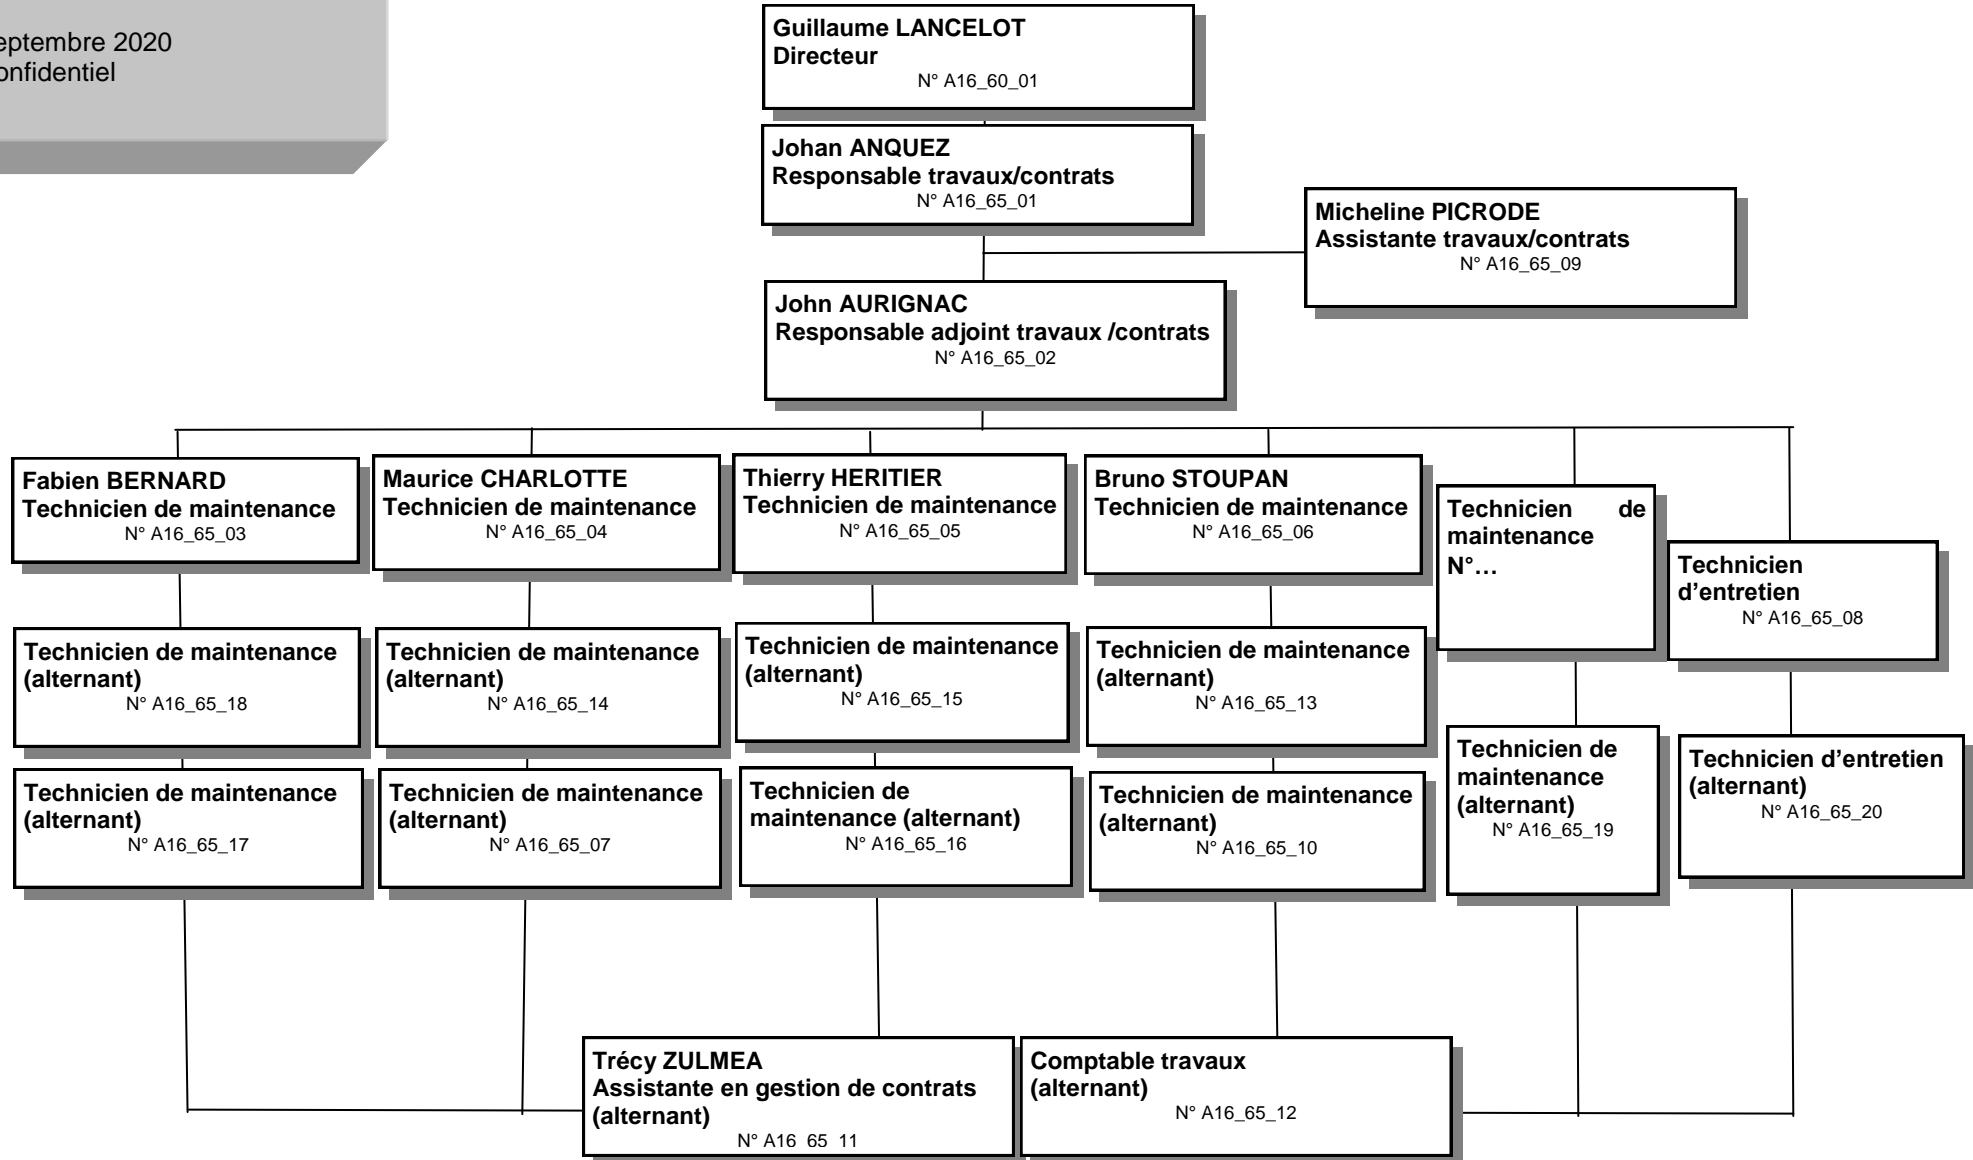 eptembre 2020
onfidentiel
Guillaume LANCELOT
Directeur
N° A16_60_01
Johan ANQUEZ
Responsable travaux/contrats
N° A16_65_01
Micheline PICRODE
Assistante travaux/contrats
N° A16_65_09
John AURIGNAC
Responsable adjoint travaux /contrats
N° A16_65_02
Fabien BERNARD
Technicien de maintenance
N° A16_65_03
Maurice CHARLOTTE
Technicien de maintenance
N° A16_65_04
Thierry HERITIER
Technicien de maintenance
N° A16_65_05
Bruno STOUPAN
Technicien de maintenance
N° A16_65_06
Technicien de
maintenance
N°…
Technicien
d’entretien
N° A16_65_08
Technicien de maintenance
(alternant)
N° A16_65_18
Technicien de maintenance
(alternant)
N° A16_65_14
Technicien de maintenance
(alternant)
N° A16_65_15
Technicien de maintenance
(alternant)
N° A16_65_13
Technicien de
maintenance
(alternant)
N° A16_65_19
Technicien d’entretien
(alternant)
N° A16_65_20
Technicien de maintenance
(alternant)
N° A16_65_17
Technicien de maintenance
(alternant)
N° A16_65_07
Technicien de
maintenance (alternant)
N° A16_65_16
Technicien de maintenance
(alternant)
N° A16_65_10
Trécy ZULMEA
Assistante en gestion de contrats
(alternant)
N° A16_65_11
Comptable travaux
(alternant)
N° A16_65_12